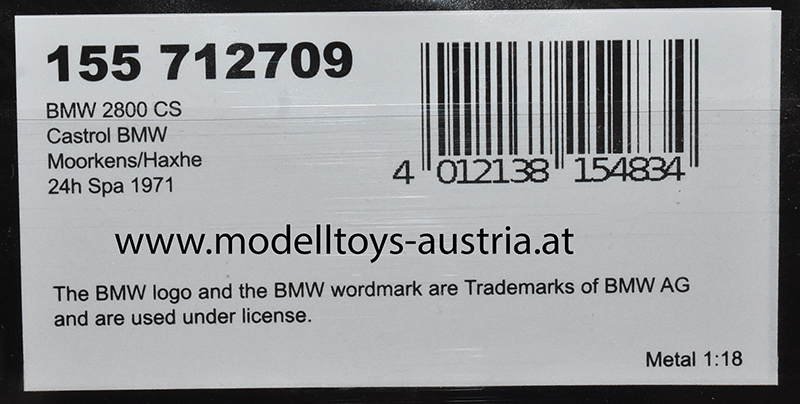 155 712709
BMW 2800 CS
Castrol BMW
Moorkens/Haxhe
24h Spa 1971
4 012138 154834
www.modelltoys-austria.at
The BMW logo and the BMW wordmark are Trademarks of BMW AG
and are used under license.
Metal 1:18